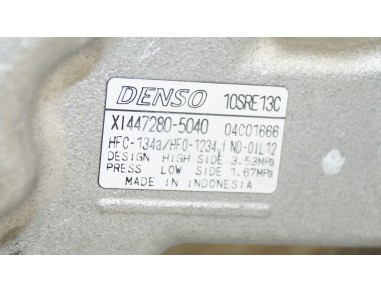 DENSO 10SRE13C
XI447280-5040 04C01666
HFC-134a/HFO-1234yf ND-OIL12
DESIGN HIGH SIDE 3.53MPa
PRESS LOW SIDE 1.67MPa
MADE IN INDONESIA